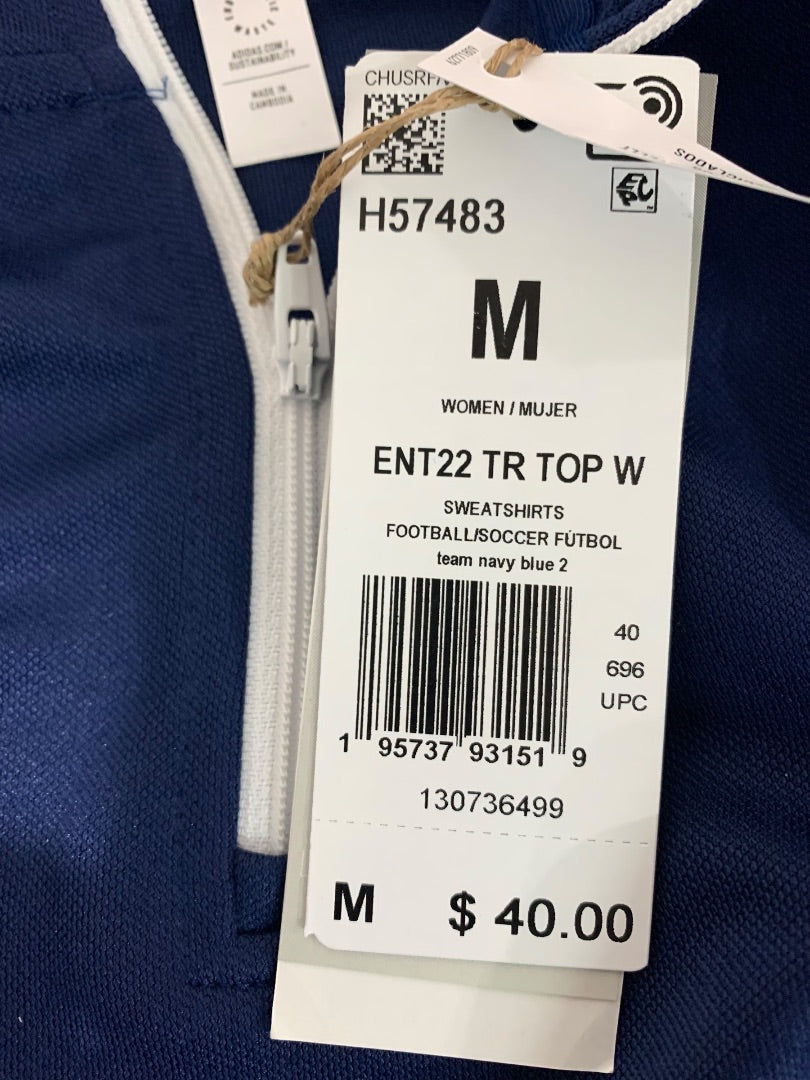 ADIDAS.COM/
SUSTAINABILITY
MADE IN
CAMBODIA
H57483
M
WOMEN / MUJER
ENT22 TR TOP W
SWEATSHIRTS
FOOTBALL/SOCCER FÚTBOL
team navy blue 2
40
696
UPC
1 95737 93151 9
130736499
M $ 40.00